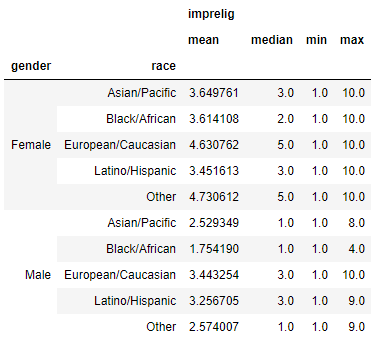 imprelig
mean median min max
gender race
Asian/Pacific 3.649761 3.0 1.0 10.0
Black/African 3.614108 2.0 1.0 10.0
Female European/Caucasian 4.630762 5.0 1.0 10.0
Latino/Hispanic 3.451613 3.0 1.0 10.0
Other 4.730612 5.0 1.0 10.0
Asian/Pacific 2.529349 1.0 1.0 8.0
Black/African 1.754190 1.0 1.0 4.0
Male European/Caucasian 3.443254 3.0 1.0 10.0
Latino/Hispanic 3.256705 3.0 1.0 9.0
Other 2.574007 1.0 1.0 9.0